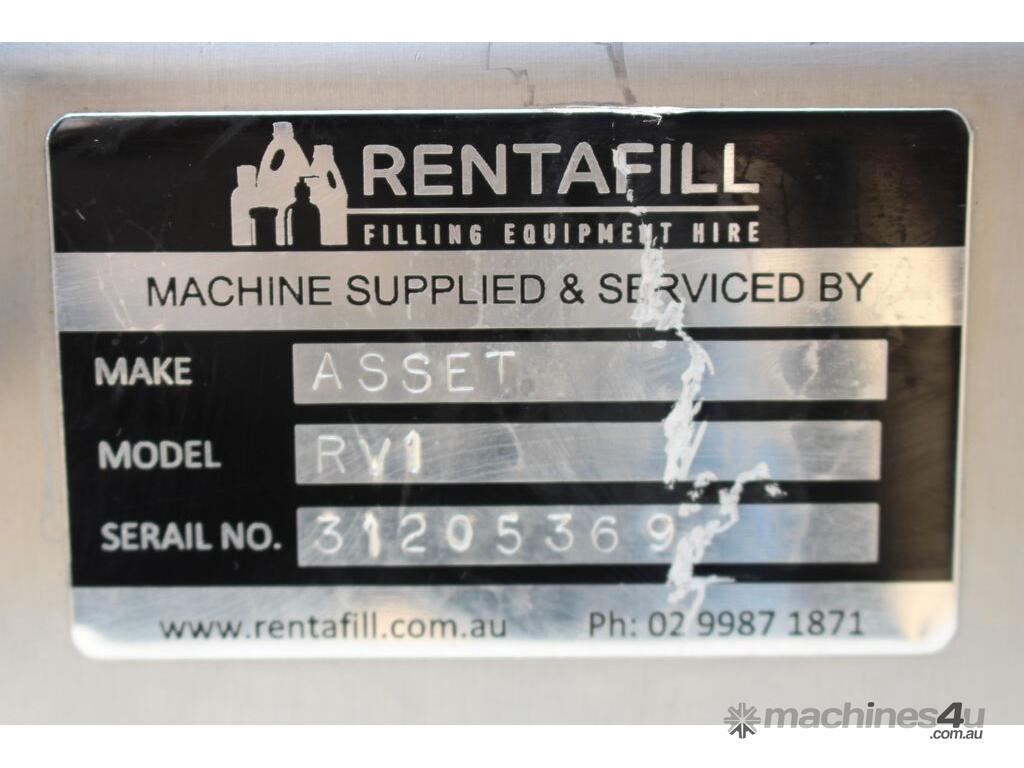 RENTAFILL
FILLING EQUIPMENT HIRE
MACHINE SUPPLIED & SERVICED BY
MAKE ASSET
MODEL RV1
SERAIL NO. 31205369
www.rentafill.com.au Ph: 02 9987 1871
machines4u
.com.au